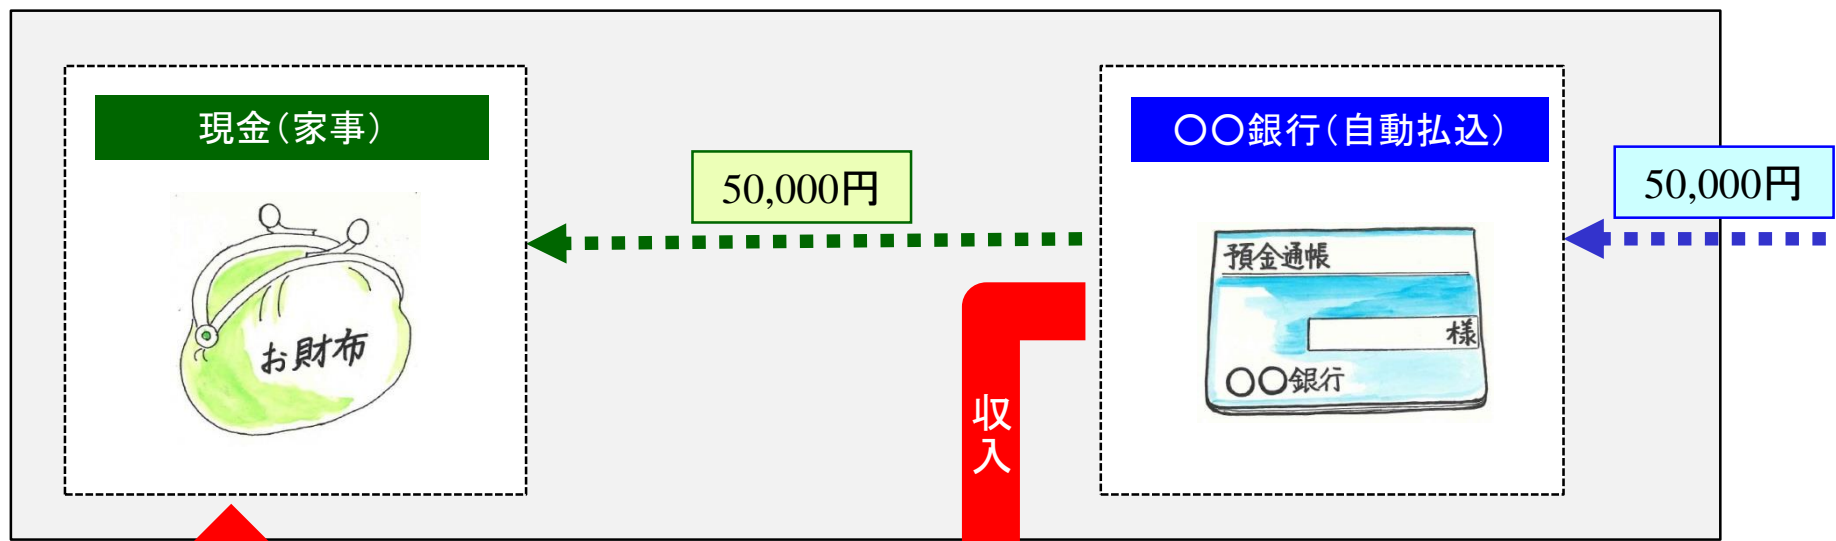 現金（家事）
お財布
50,000円
収入
〇〇銀行（自動払込）
預金通帳
様
〇〇銀行
50,000円